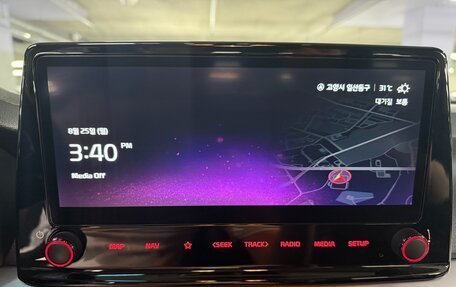 고양시 일산동구 31℃
대기질 보통
8월 25일 (월)
3:40 PM
Media Off
MAP NAV <SEEK TRACK> RADIO MEDIA SETUP